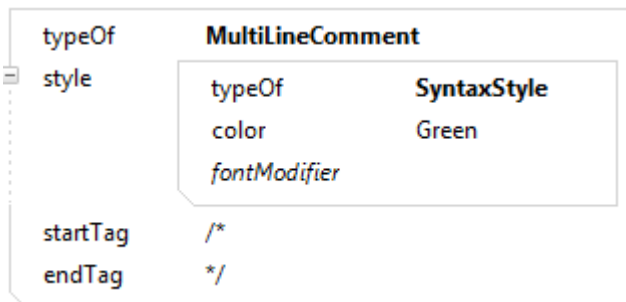 typeOf MultiLineComment
style
typeOf SyntaxStyle
color Green
fontModifier
startTag /*
endTag */